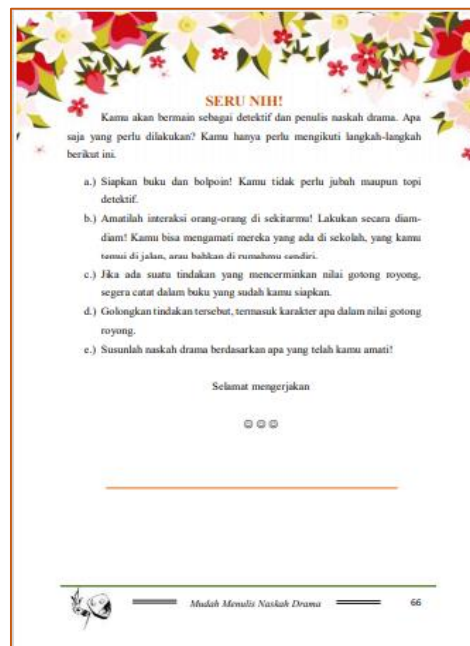 SERU NIH!
Kamu akan bermain sebagai detektif dan penulis naskah drama. Apa
saja yang perlu dilakukan? Kamu hanya perlu mengikuti langkah-langkah
berikut ini.
a.) Siapkan buku dan bolpoin! Kamu tidak perlu jubah maupun topi
detektif.
b.) Amatilah interaksi orang-orang di sekitarmu! Lakukan secara diam-
diam! Kamu bisa mengamati mereka yang ada di sekolah, yang kamu
temui di jalan, atau bahkan di rumahmu sendiri.
c.) Jika ada suatu tindakan yang mencerminkan nilai gotong royong,
segera catat dalam buku yang sudah kamu siapkan.
d.) Golongkan tindakan tersebut, termasuk karakter apa dalam nilai gotong
royong.
e.) Susunlah naskah drama berdasarkan apa yang telah kamu amati!
Selamat mengerjakan
☺☺☺
Mudah Menulis Naskah Drama 66